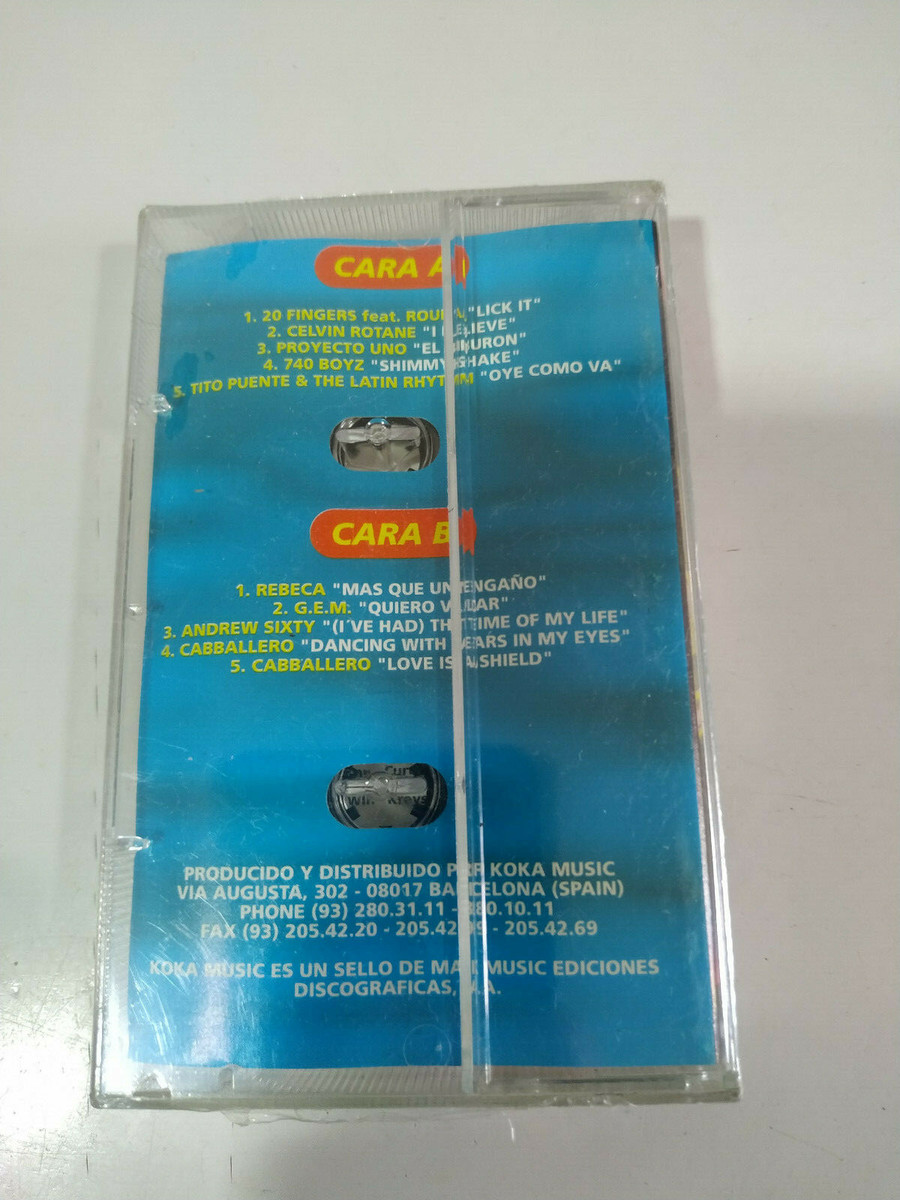 CARA A
1. 20 FINGERS feat. ROULA "LICK IT"
2. CELVIN ROTANE "I BELIEVE"
3. PROYECTO UNO "EL TIBURON"
4. 740 BOYZ "SHIMMY SHAKE"
5. TITO PUENTE & THE LATIN RHYTHM "OYE COMO VA"
CARA B
1. REBECA "MAS QUE UN ENGAÑO"
2. G.E.M. "QUIERO VOLAR"
3. ANDREW SIXTY "(I´VE HAD) THE TIME OF MY LIFE"
4. CABBALLERO "DANCING WITH TEARS IN MY EYES"
5. CABBALLERO "LOVE IS A SHIELD"
PRODUCIDO Y DISTRIBUIDO POR KOKA MUSIC
VIA AUGUSTA, 302 - 08017 BARCELONA (SPAIN)
PHONE (93) 280.31.11 - 280.10.11
FAX (93) 205.42.20 - - 205.42.69
KOKA MUSIC ES UN SELLO DE MAX MUSIC EDICIONES
DISCOGRAFICAS, S.A.